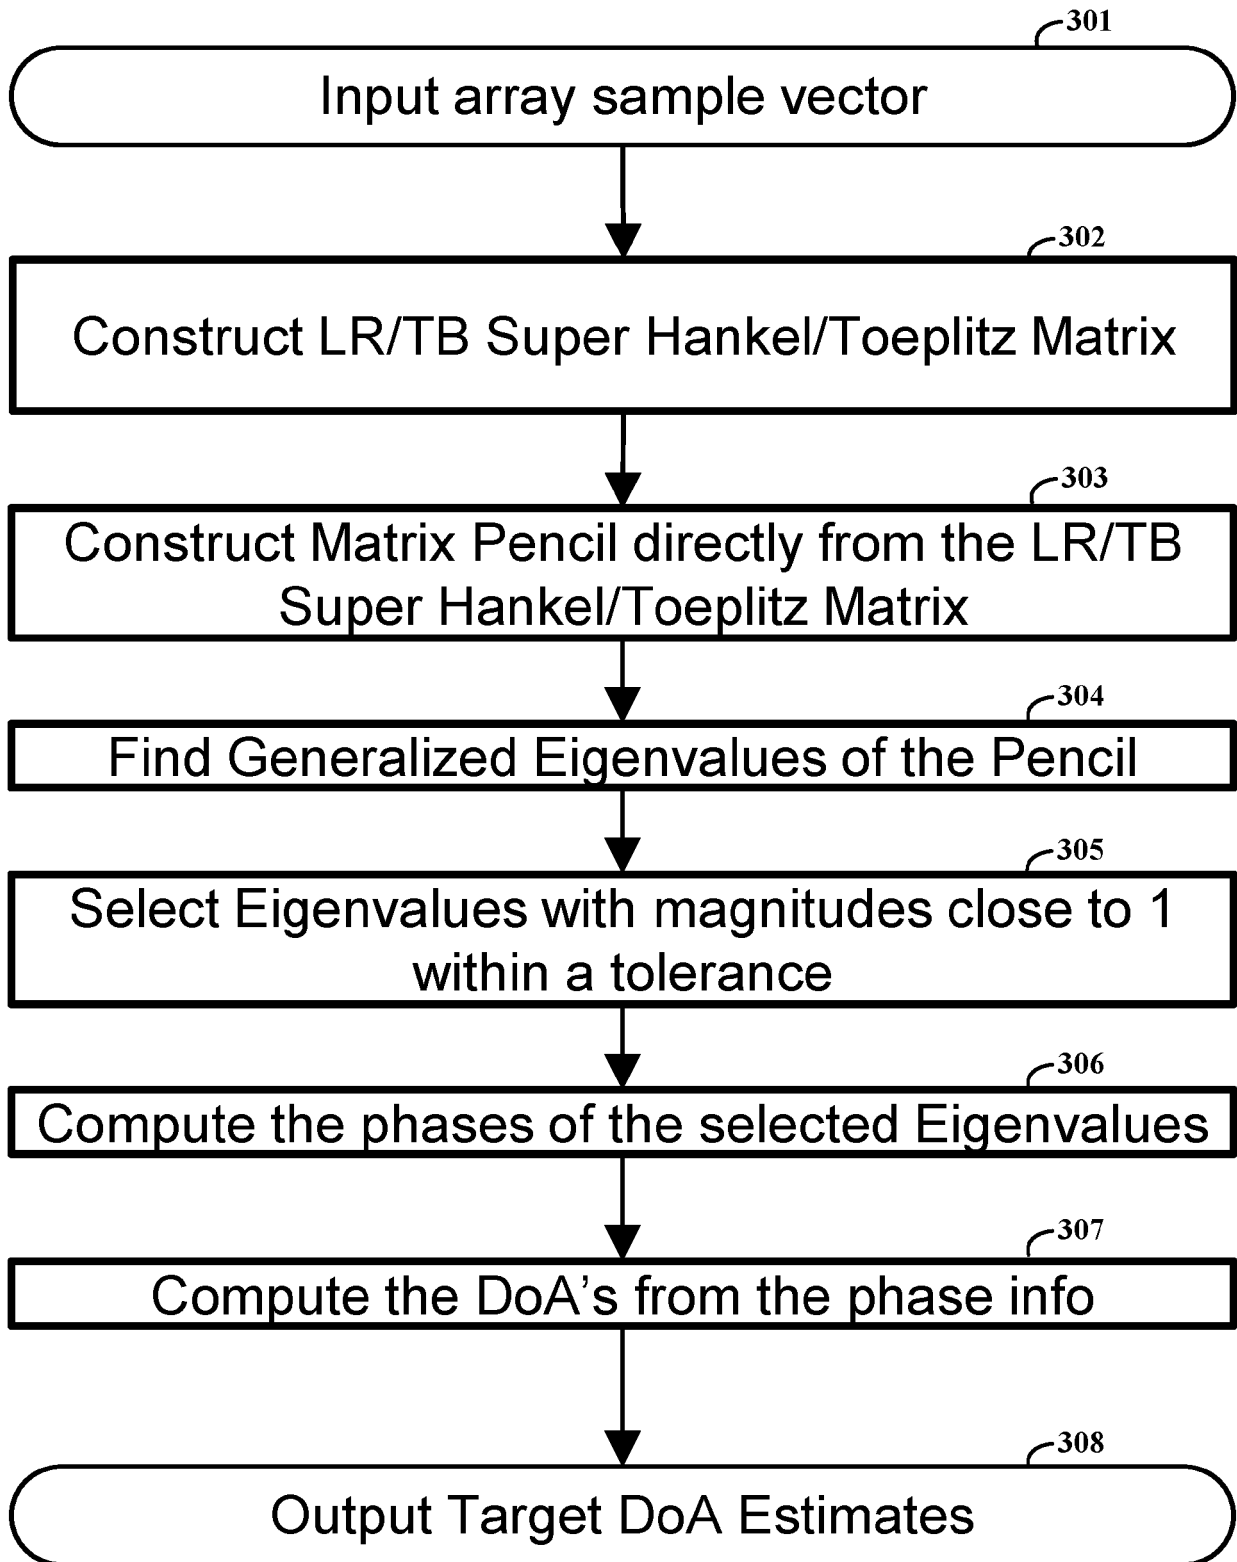 301
Input array sample vector
302
Construct LR/TB Super Hankel/Toeplitz Matrix
303
Construct Matrix Pencil directly from the LR/TB
Super Hankel/Toeplitz Matrix
304
Find Generalized Eigenvalues of the Pencil
305
Select Eigenvalues with magnitudes close to 1
within a tolerance
306
Compute the phases of the selected Eigenvalues
307
Compute the DoA’s from the phase info
308
Output Target DoA Estimates